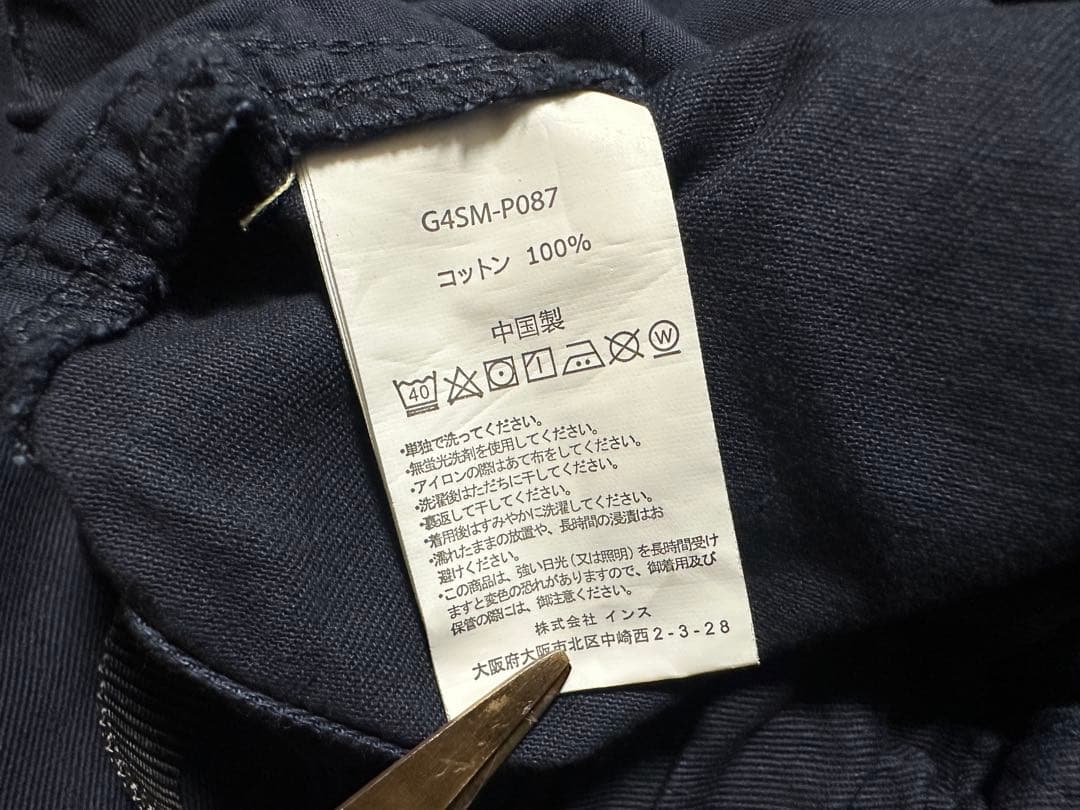 G4SM-P087
コットン 100%
中国製
40 W
・単独で洗ってください。
・無蛍光洗剤を使用してください。
・アイロンの際はあて布をしてください。
・洗濯後はただちに干してください。
・裏返して干してください。
・着用後はすみやかに洗濯してください。
・濡れたままの放置や、長時間の浸漬はお
避けください。
・この商品は、強い日光(又は照明)を長時間受け
ますと変色の恐れがありますので、御着用及び
保管の際には、御注意ください。
株式会社 インス
大阪府大阪市北区中崎西2-3-28